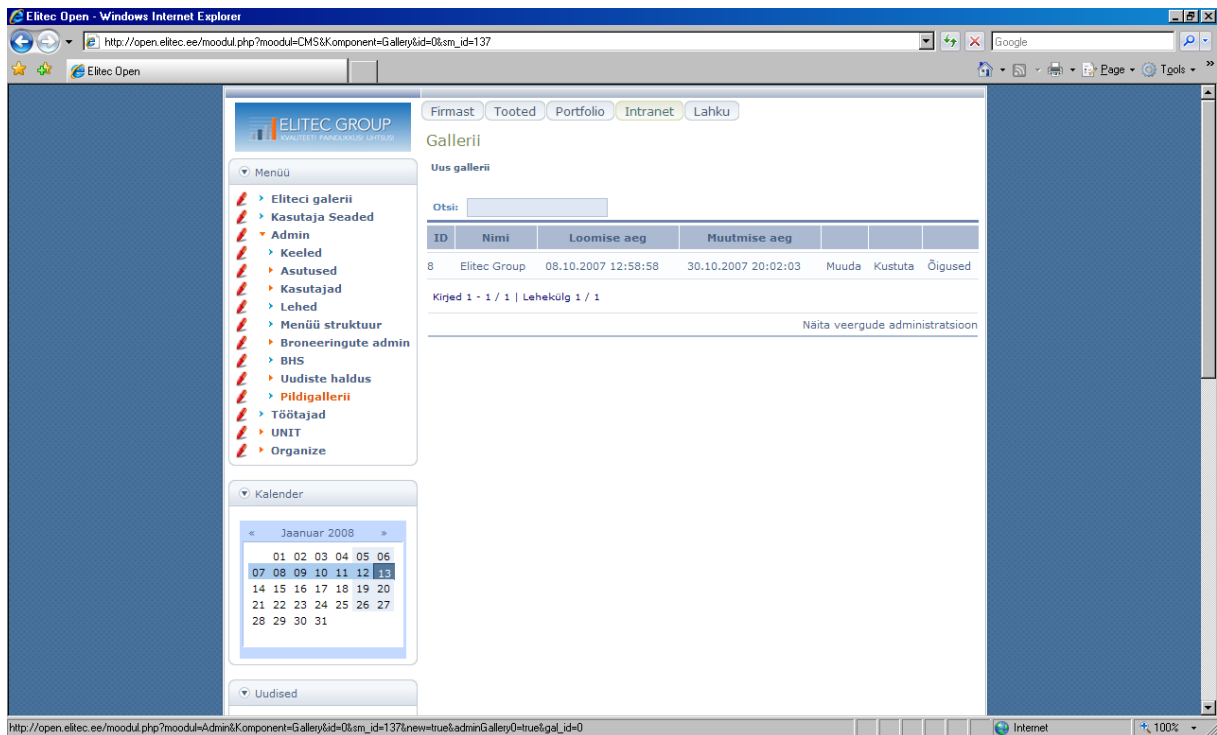 Elitec Open - Windows Internet Explorer
http://open.elitec.ee/moodul.php?moodul=CMS&Komponent=Gallery&id=0&sm_id=137
Google
Elitec Open
Page
Tools
ELITEC GROUP
KVALITEETI PAINDLIKKUSI ÜHTSUSI
Firmast Tooted Portfolio Intranet Lahku
Gallerii
Uus gallerii
Otsi:
ID Nimi Loomise aeg Muutmise aeg
8 Elitec Group 08.10.2007 12:58:58 30.10.2007 20:02:03 Muuda Kustuta Õigused
Kirjed 1 - 1 / 1 | Lehekülg 1 / 1
Näita veergude administratsioon
Menüü
Eliteci galerii
Kasutaja Seaded
Admin
Keeled
Asutused
Kasutajad
Lehed
Menüü struktuur
Broneeringute admin
BHS
Uudiste haldus
Pildigallerii
Töötajad
UNIT
Organize
Kalender
« Jaanuar 2008 »
01 02 03 04 05 06
07 08 09 10 11 12 13
14 15 16 17 18 19 20
21 22 23 24 25 26 27
28 29 30 31
Uudised
http://open.elitec.ee/moodul.php?moodul=Admin&Komponent=Gallery&id=0&sm_id=137&new=true&adminGallery0=true&gal_id=0
Internet
100%